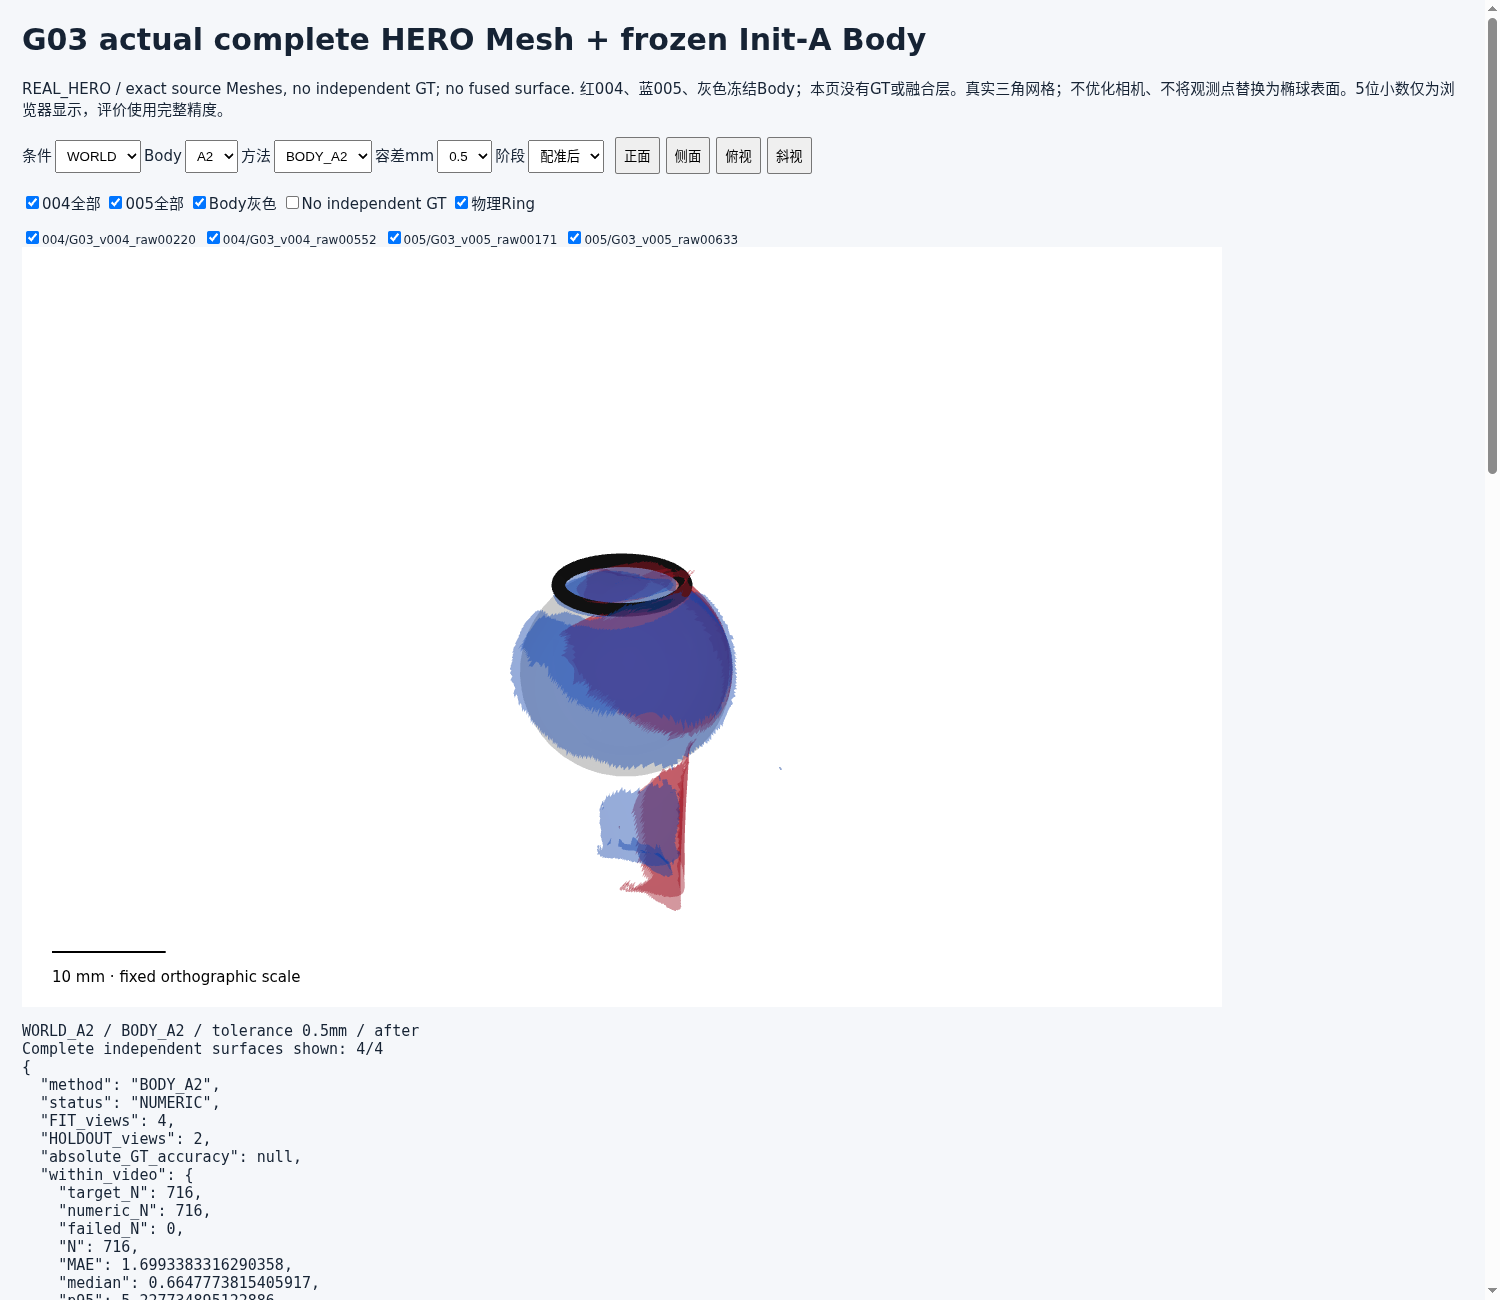 G03 actual complete HERO Mesh + frozen Init-A Body
REAL_HERO / exact source Meshes, no independent GT; no fused surface. 红004、蓝005、灰色冻结Body；本页没有GT或融合层。真实三角网格；不优化相机、不将观测点替换为椭球表面。5位小数仅为浏
览器显示，评价使用完整精度。
条件 WORLD Body A2 方法 BODY_A2 容差mm 0.5 阶段 配准后 正面 侧面 俯视 斜视
004全部 005全部 Body灰色 No independent GT 物理Ring
004/G03_v004_raw00220 004/G03_v004_raw00552 005/G03_v005_raw00171 005/G03_v005_raw00633
10 mm · fixed orthographic scale
WORLD_A2 / BODY_A2 / tolerance 0.5mm / after
Complete independent surfaces shown: 4/4
{
"method": "BODY_A2",
"status": "NUMERIC",
"FIT_views": 4,
"HOLDOUT_views": 2,
"absolute_GT_accuracy": null,
"within_video": {
"target_N": 716,
"numeric_N": 716,
"failed_N": 0,
"N": 716,
"MAE": 1.6993383316290358,
"median": 0.6647773815405917,